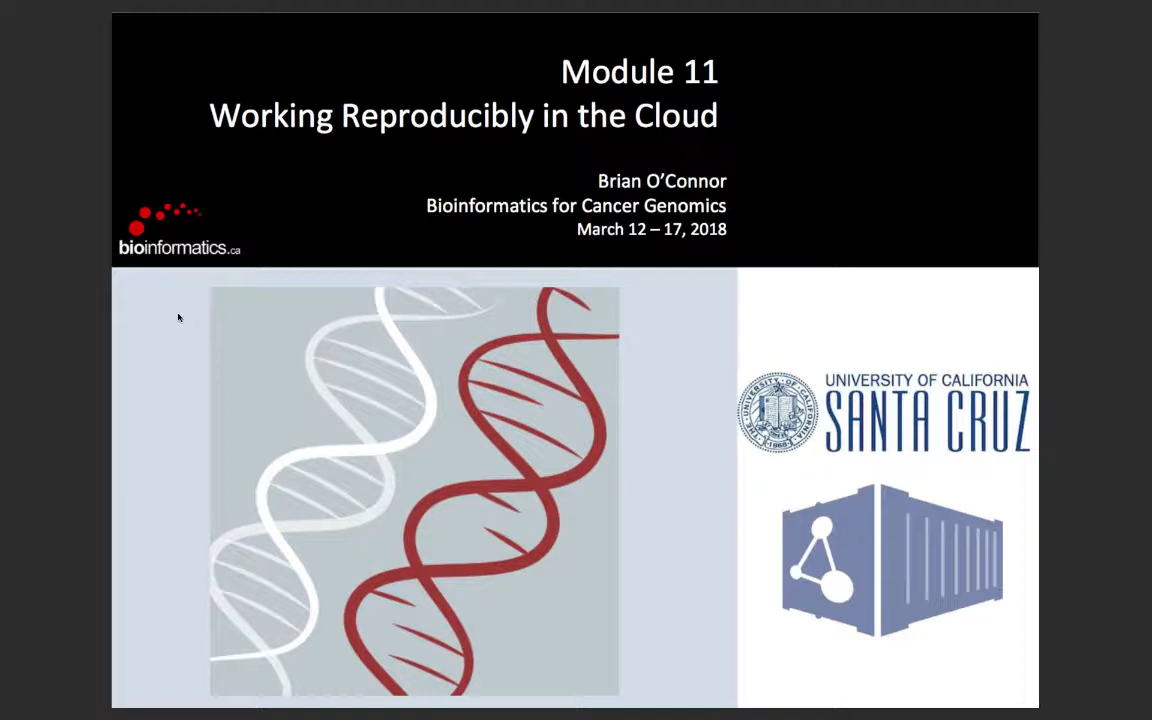 Module 11
Working Reproducibly in the Cloud
Brian O’Connor
Bioinformatics for Cancer Genomics
March 12 – 17, 2018
bioinformatics.ca
UNIVERSITY OF CALIFORNIA
SANTA CRUZ